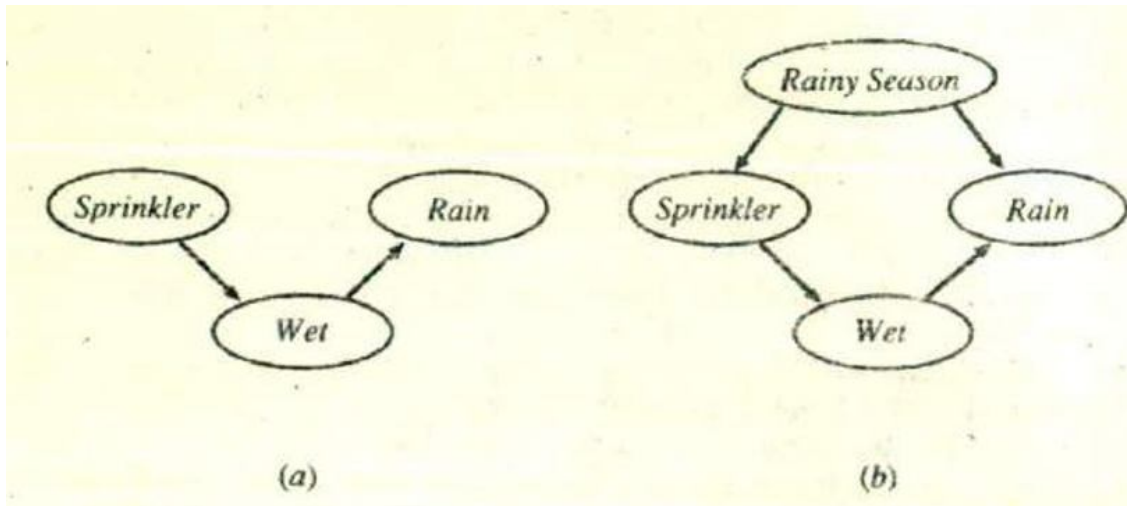 Rainy Season
Sprinkler
Rain
Sprinkler
Rain
Wet
Wet
(a)
(b)